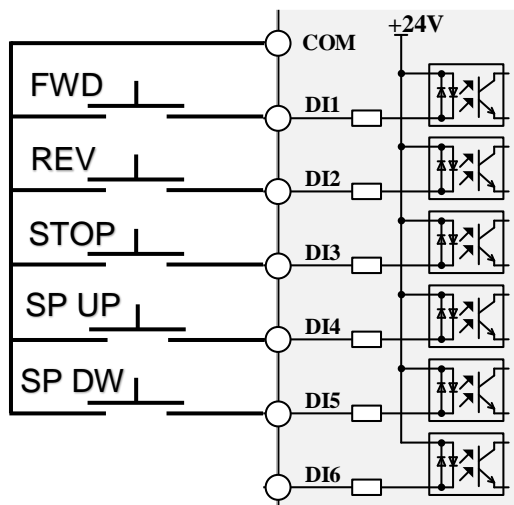 +24V
COM
FWD
DI1
REV
DI2
STOP
DI3
SP UP
DI4
SP DW
DI5
DI6